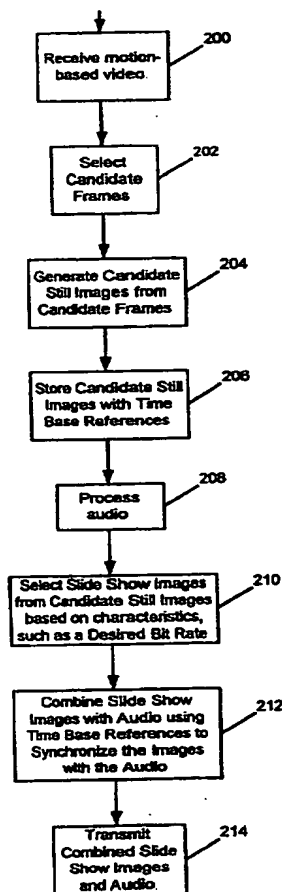 200
Receive motion-
based video.
202
Select
Candidate
Frames
204
Generate Candidate
Still Images from
Candidate Frames
206
Store Candidate Still
Images with Time
Base References
208
Process
audio
210
Select Slide Show Images
from Candidate Still Images
based on characteristics,
such as a Desired Bit Rate
212
Combine Slide Show
Images with Audio using
Time Base References to
Synchronize the Images
with the Audio
214
Transmit
Combined Slide
Show Images
and Audio.